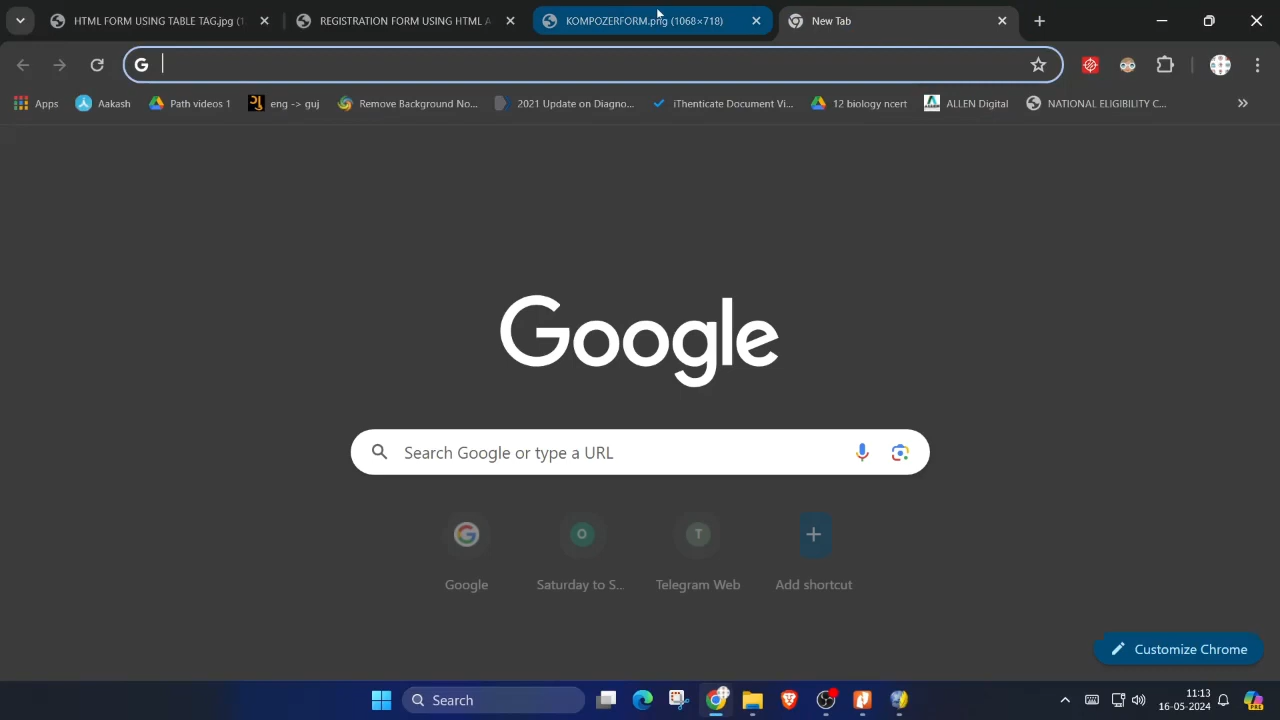 HTML FORM USING TABLE TAG.jpg (1
REGISTRATION FORM USING HTML A
KOMPOZERFORM.png (1068×718)
New Tab
Apps
Aakash
Path videos 1
eng -> guj
Remove Background No...
2021 Update on Diagno...
iThenticate Document Vi...
12 biology ncert
ALLEN Digital
NATIONAL ELIGIBILITY C...
Google
Search Google or type a URL
Google
Saturday to S...
Telegram Web
Add shortcut
Customize Chrome
Search
11:13
16-05-2024